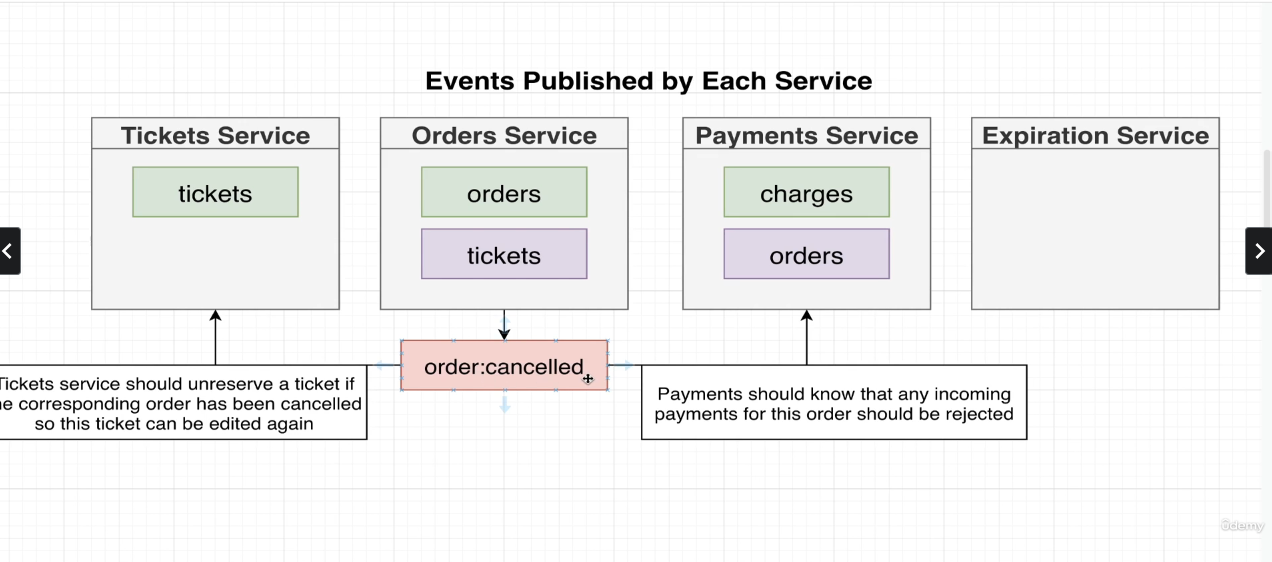 Events Published by Each Service
Tickets Service
tickets
Orders Service
orders
tickets
Payments Service
charges
orders
Expiration Service
order:cancelled
Tickets service should unreserve a ticket if
corresponding order has been cancelled
so this ticket can be edited again
Payments should know that any incoming
payments for this order should be rejected
ûdemy